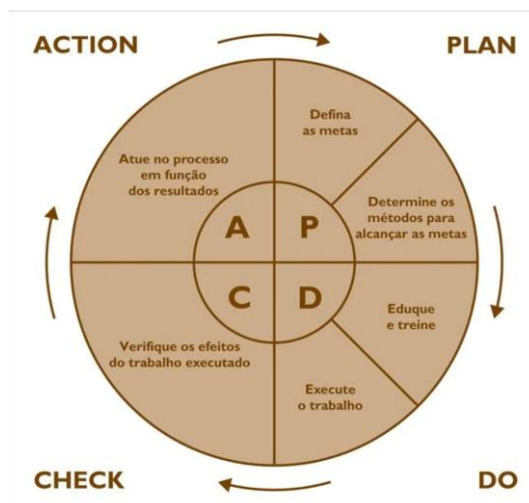 ACTION
PLAN
Defina
as metas
Atue no processo
em função
dos resultados
Determine os
métodos para
alcançar as metas
A
P
C
D
Eduque
e treine
Verifique os efeitos
do trabalho executado
Execute
o trabalho
CHECK
DO